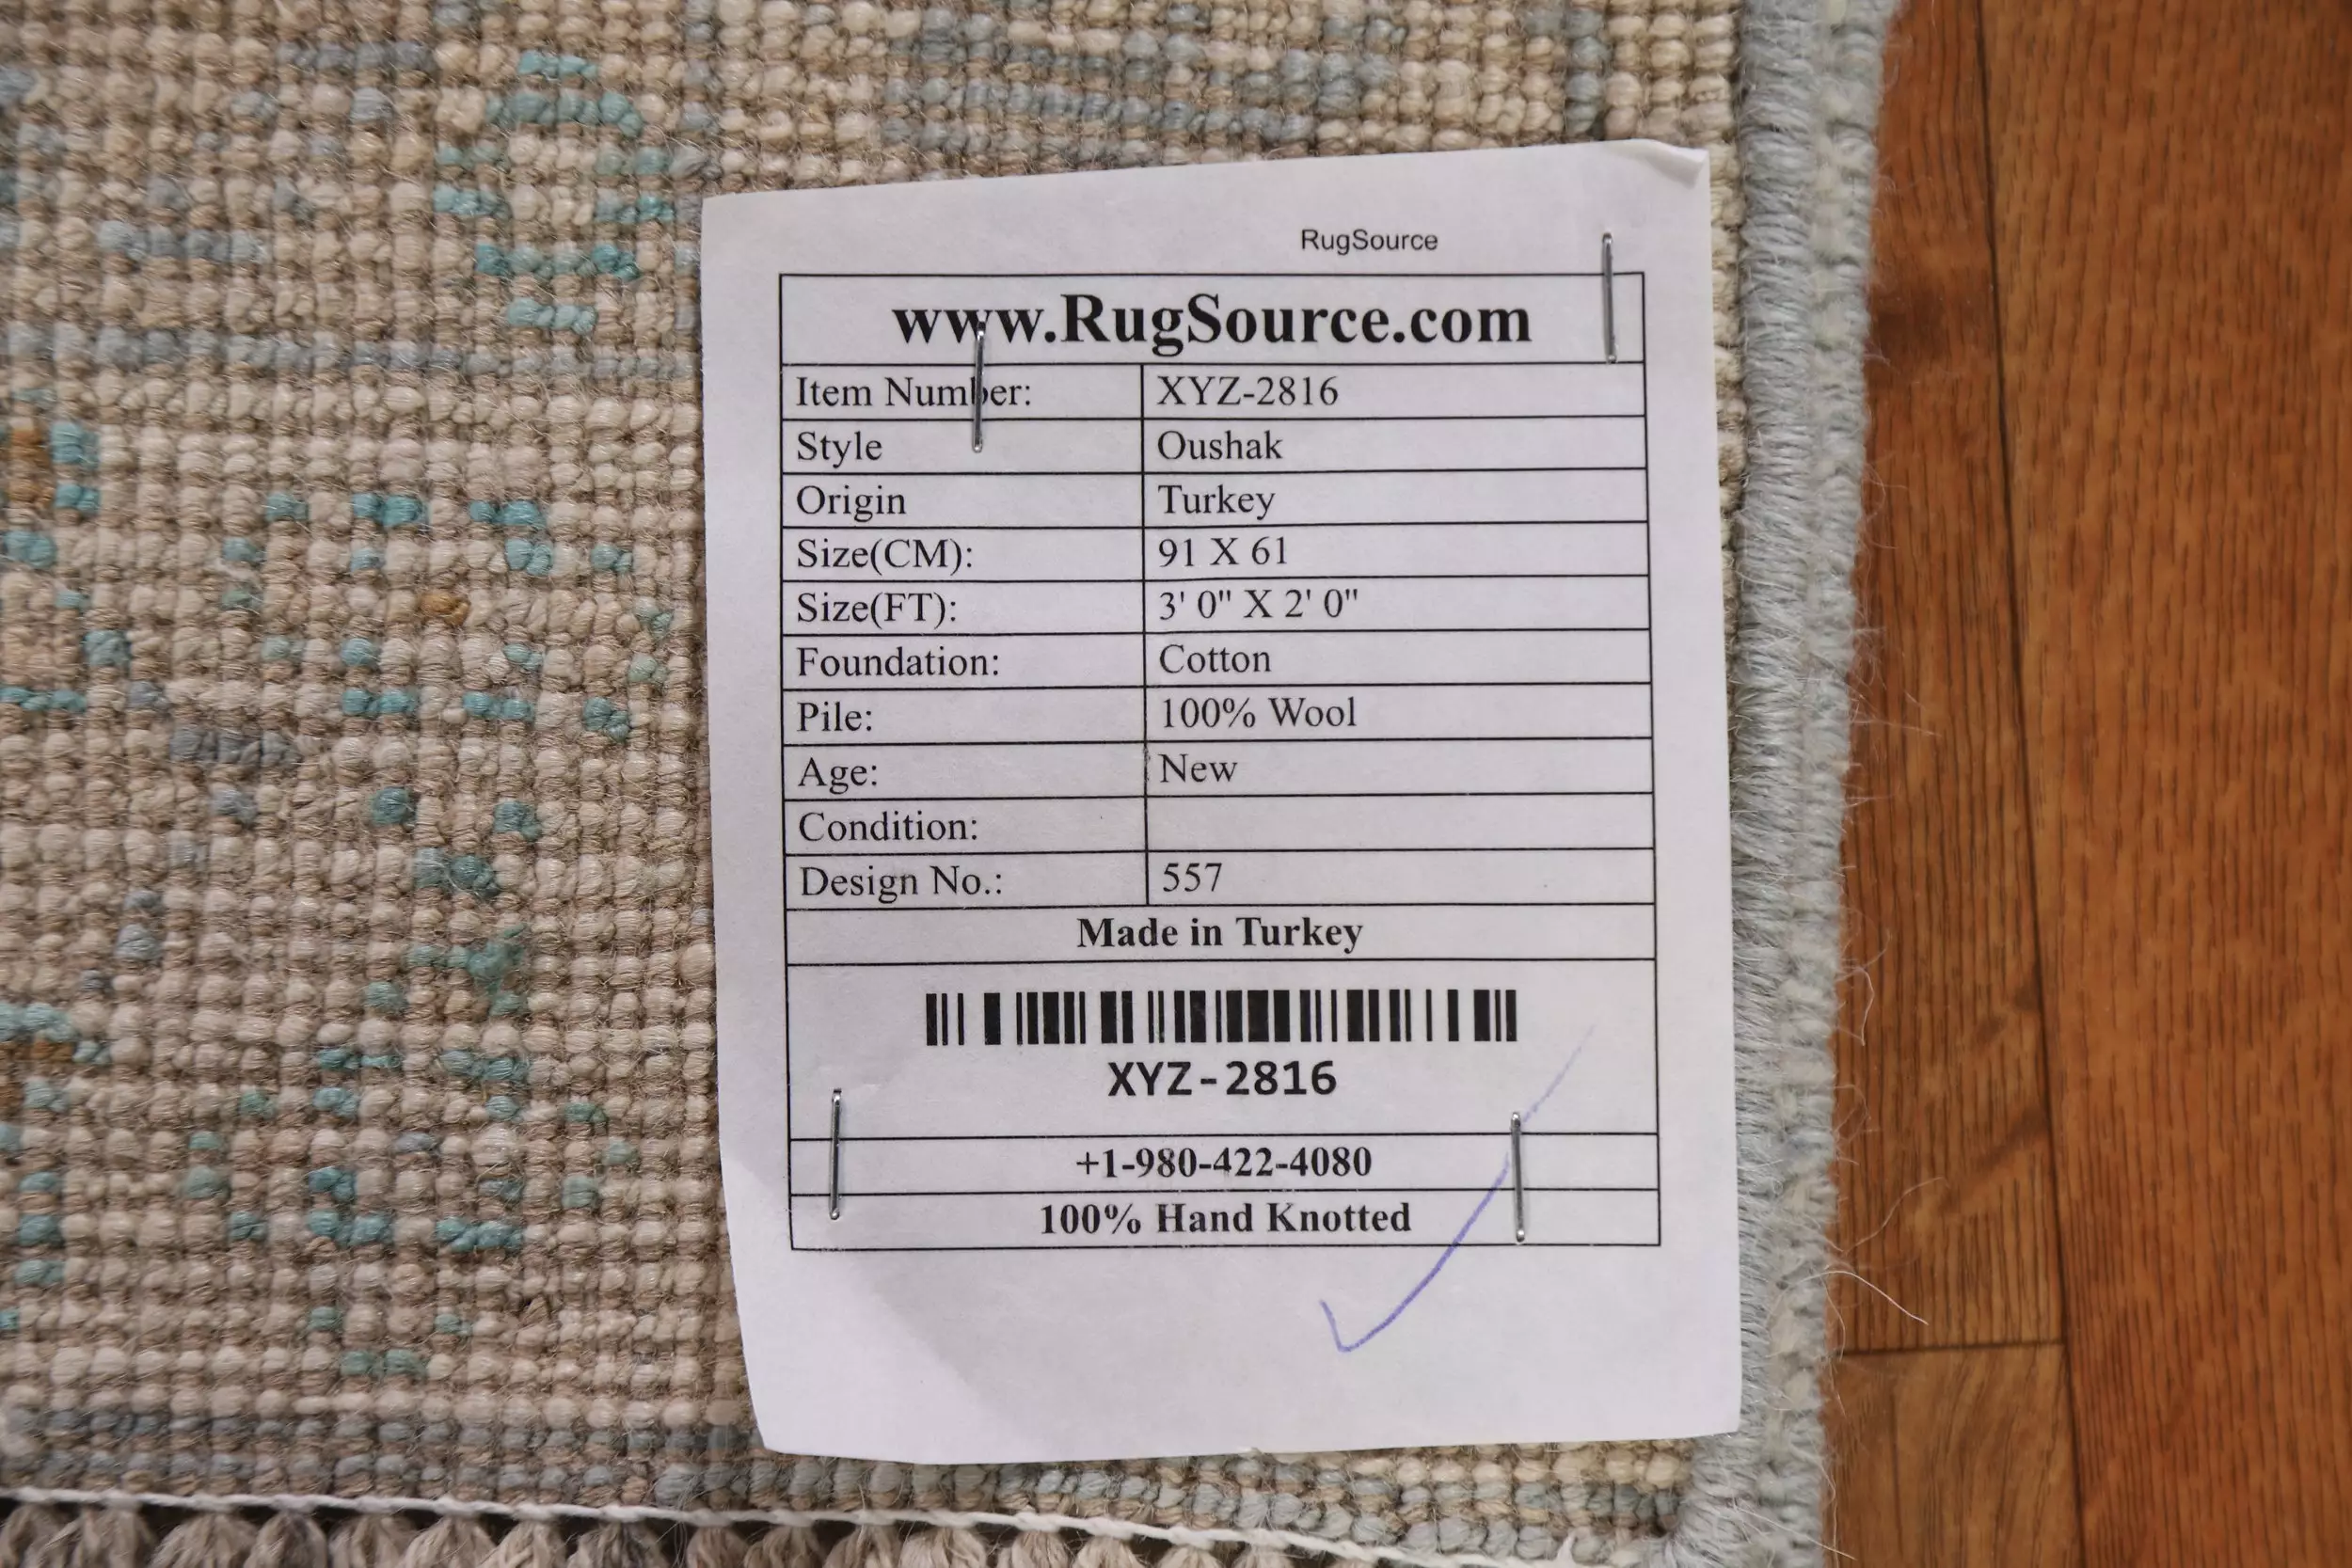 RugSource
www.RugSource.com
Item Number: XYZ-2816
Style Oushak
Origin Turkey
Size(CM): 91 X 61
Size(FT): 3' 0" X 2' 0"
Foundation: Cotton
Pile: 100% Wool
Age: New
Condition:
Design No.: 557
Made in Turkey
XYZ-2816
+1-980-422-4080
100% Hand Knotted